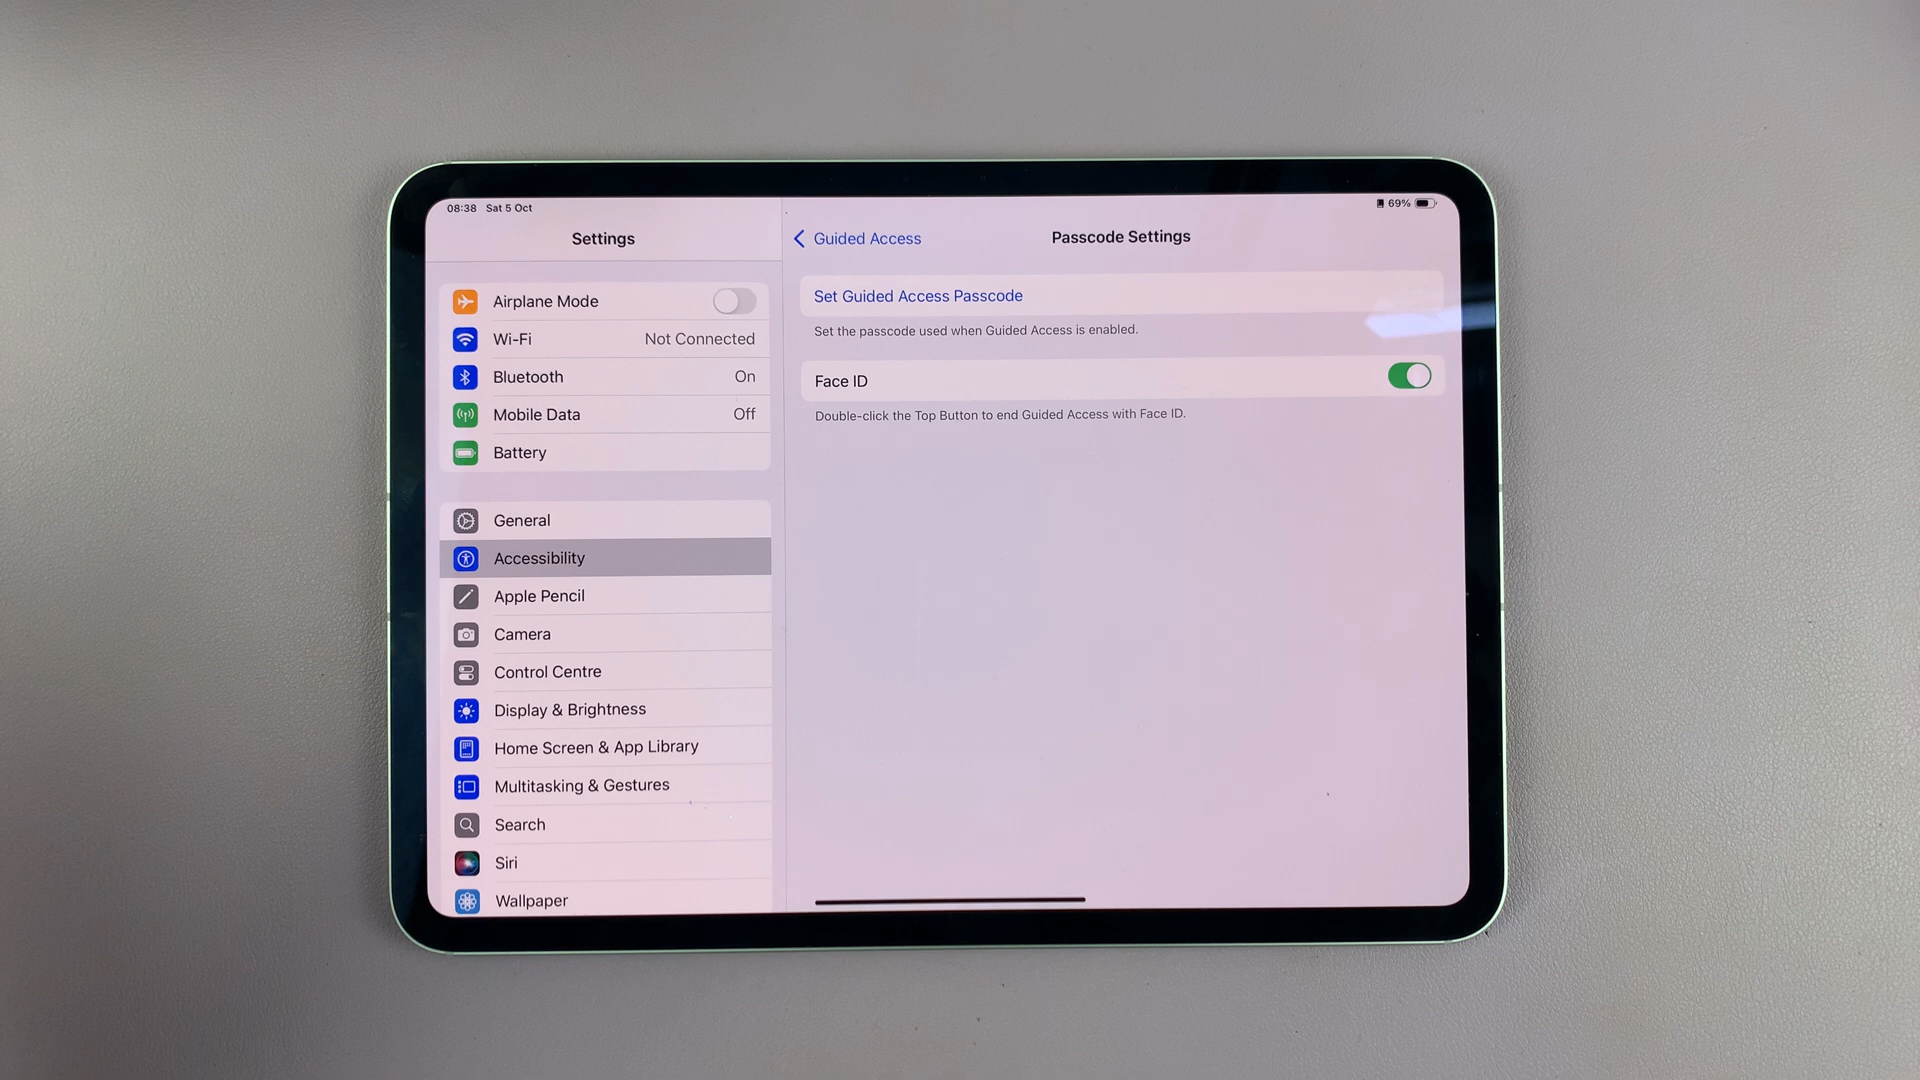 08:38 Sat 5 Oct
69%
Settings
Airplane Mode
Wi-Fi Not Connected
Bluetooth On
Mobile Data Off
Battery
General
Accessibility
Apple Pencil
Camera
Control Centre
Display & Brightness
Home Screen & App Library
Multitasking & Gestures
Search
Siri
Wallpaper
Guided Access
Passcode Settings
Set Guided Access Passcode
Set the passcode used when Guided Access is enabled.
Face ID
Double-click the Top Button to end Guided Access with Face ID.